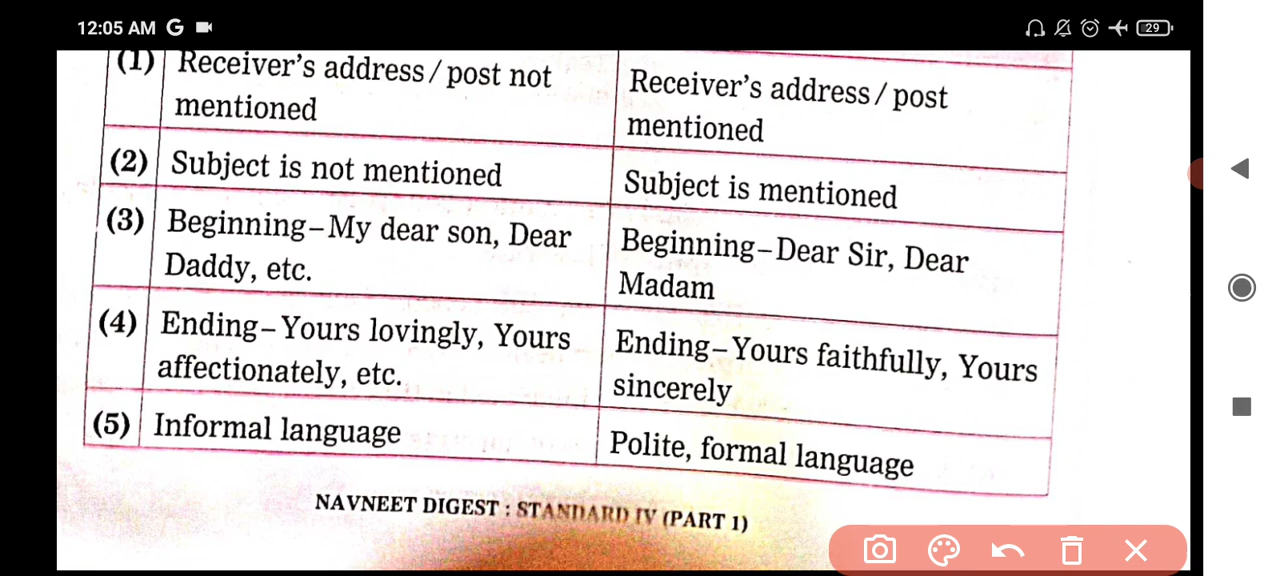 12:05 AM G
29
(1) Receiver's address / post not
mentioned
Receiver's address / post
mentioned
(2) Subject is not mentioned
Subject is mentioned
(3) Beginning–My dear son, Dear
Daddy, etc.
Beginning–Dear Sir, Dear
Madam
(4) Ending–Yours lovingly, Yours
affectionately, etc.
Ending–Yours faithfully, Yours
sincerely
(5) Informal language
Polite, formal language
NAVNEET DIGEST : STANDARD IV (PART 1)